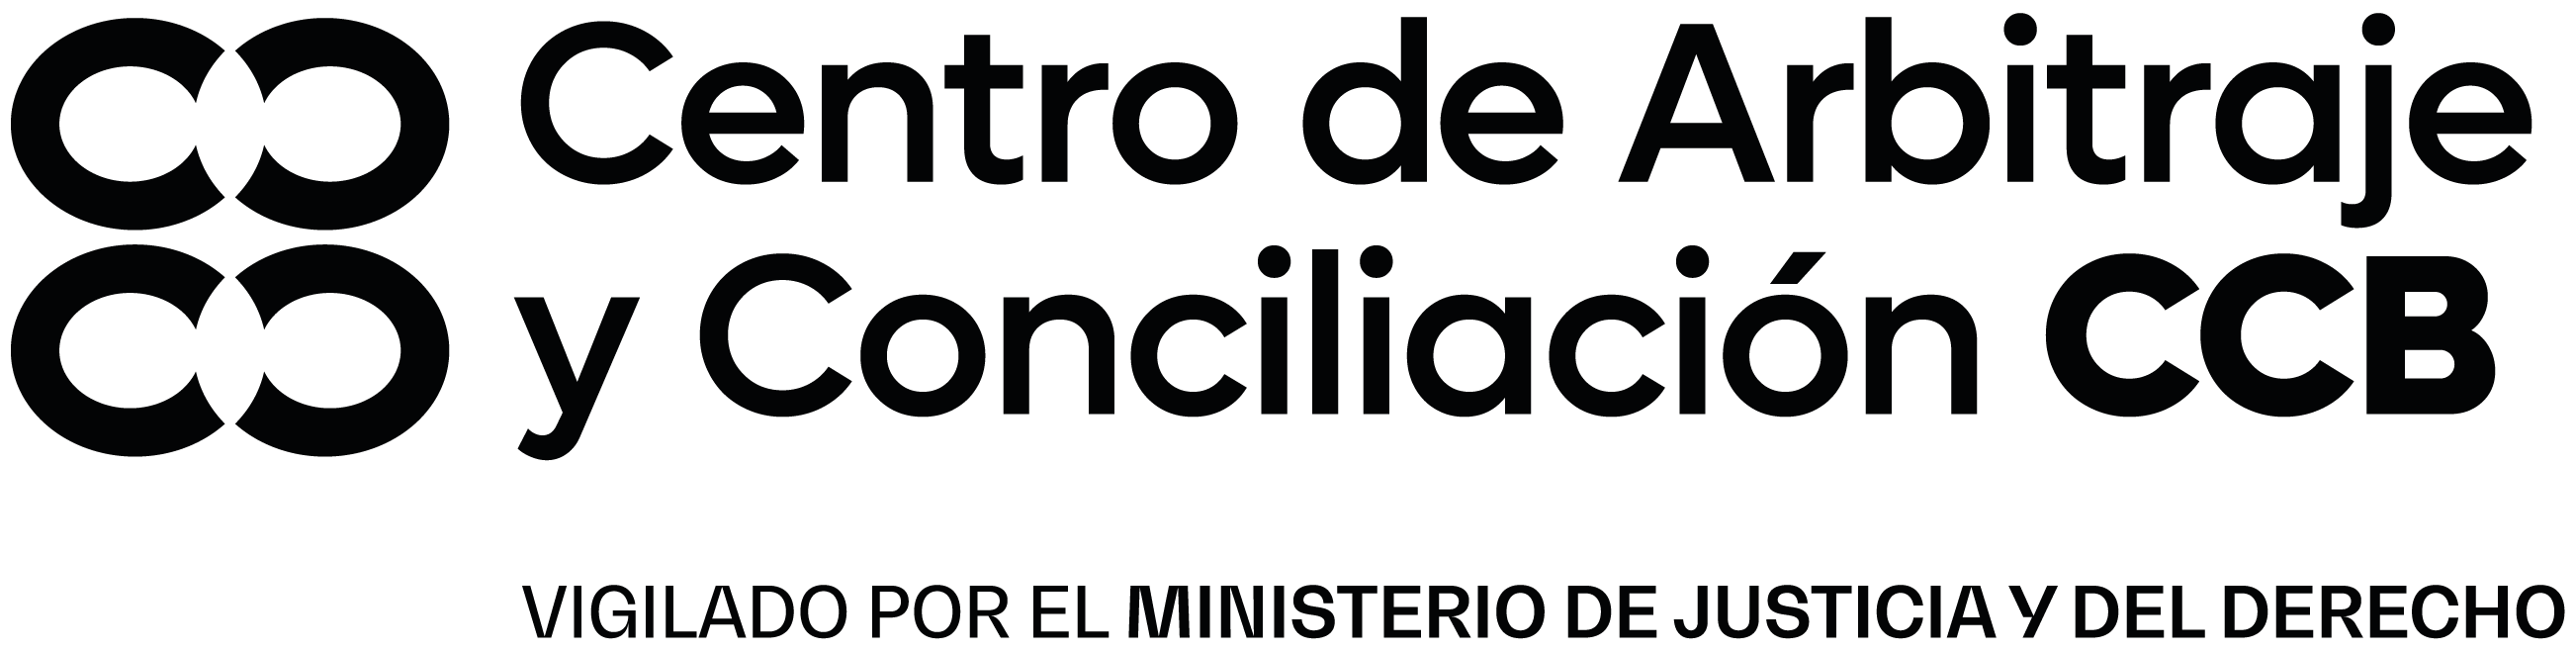 Centro de Arbitraje
y Conciliación CCB
VIGILADO POR EL MINISTERIO DE JUSTICIA Y DEL DERECHO